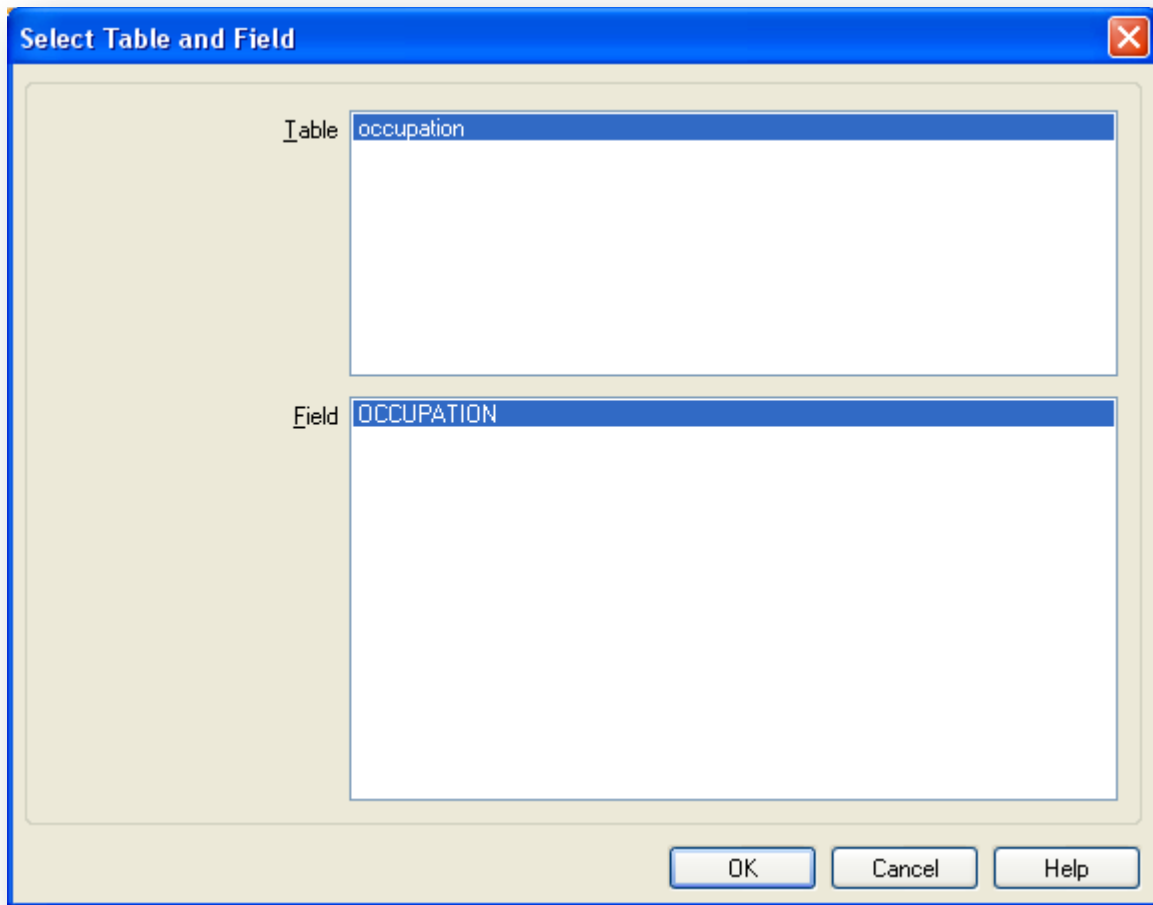 Select Table and Field
Table occupation
Field OCCUPATION
OK Cancel Help